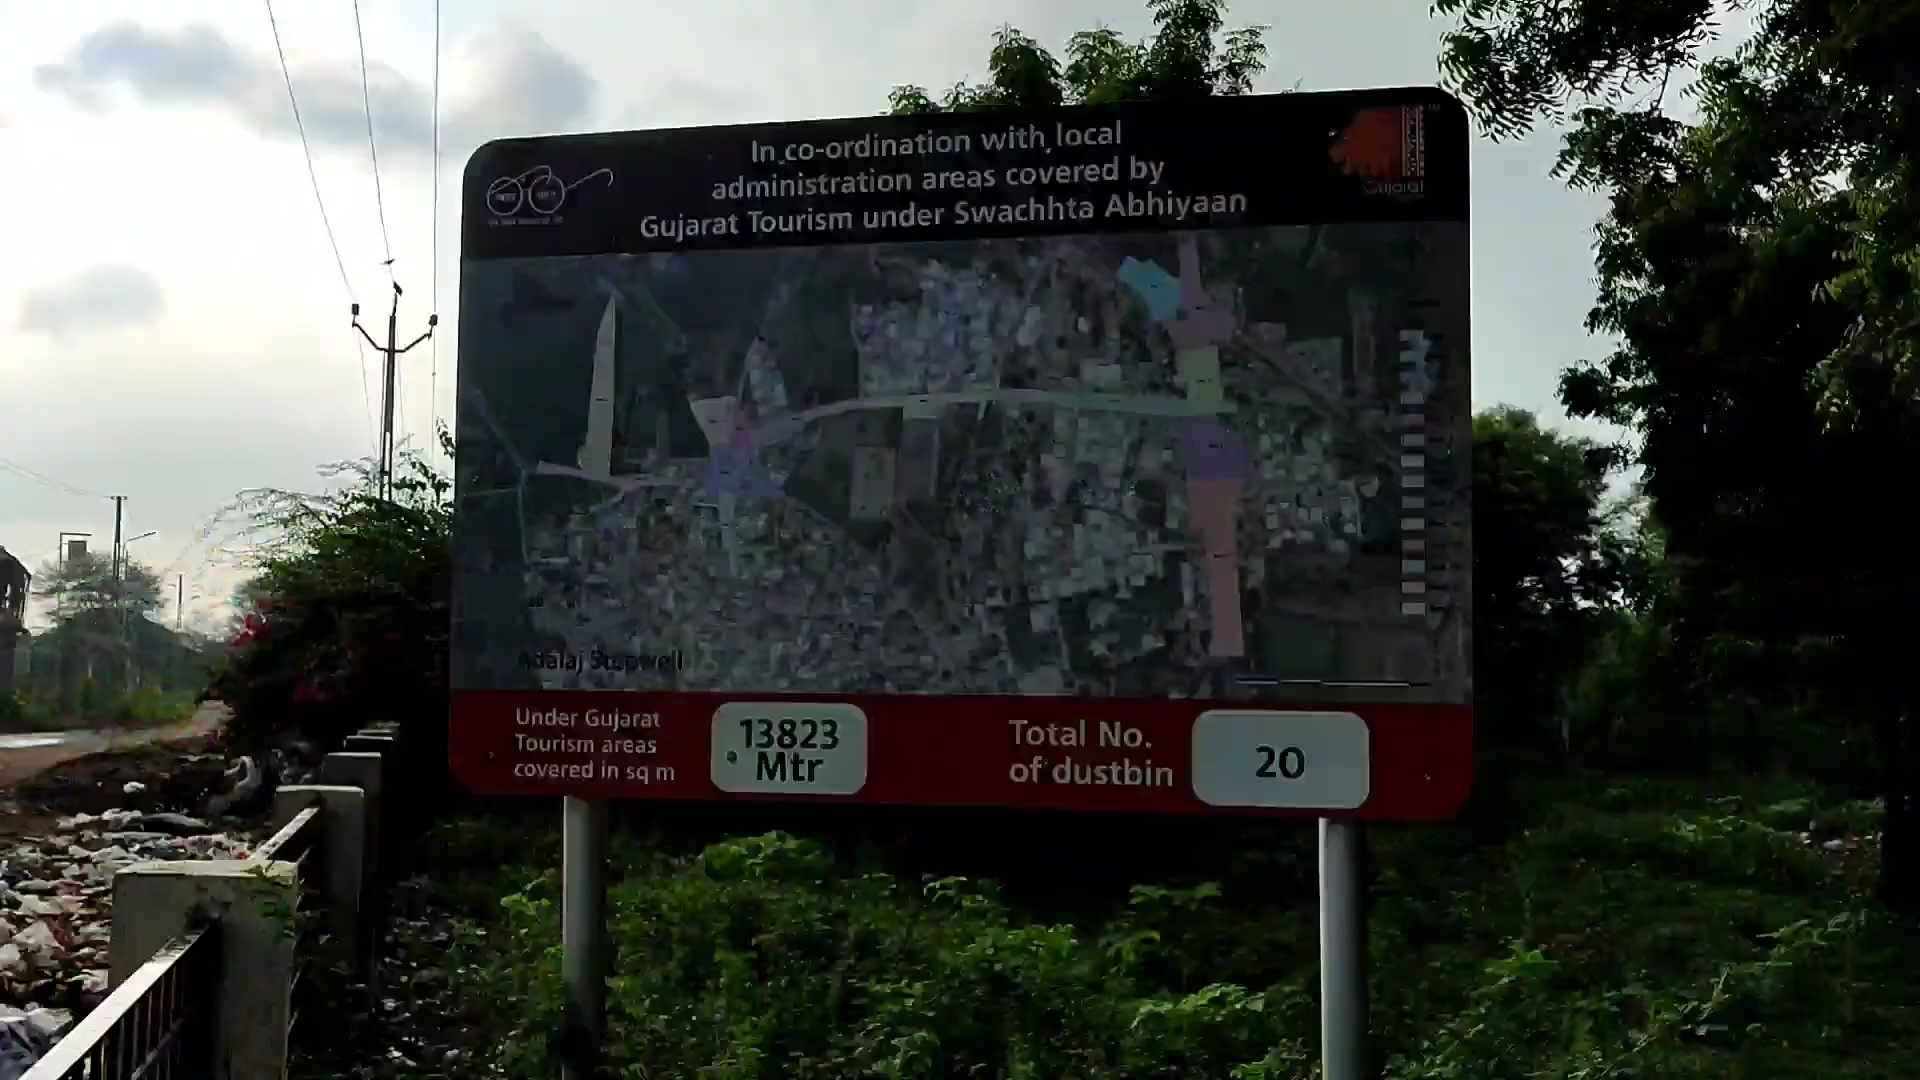 In co-ordination with local
administration areas covered by
Gujarat Tourism under Swachhta Abhiyaan
Gujarat
Adalaj Stepwell
Under Gujarat
Tourism areas
covered in sq m
13823
Mtr
Total No.
of dustbin
20